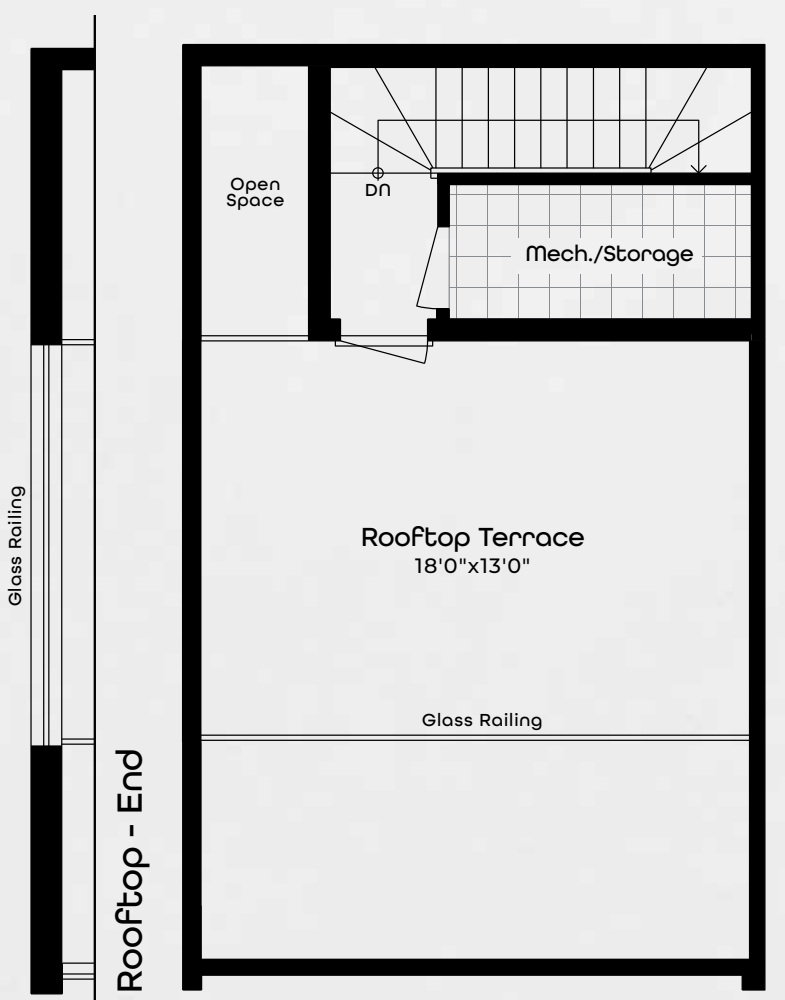 Open
Space
DN
Mech./Storage
Rooftop Terrace
18'0"x13'0"
Glass Railing
Glass Railing
Rooftop - End